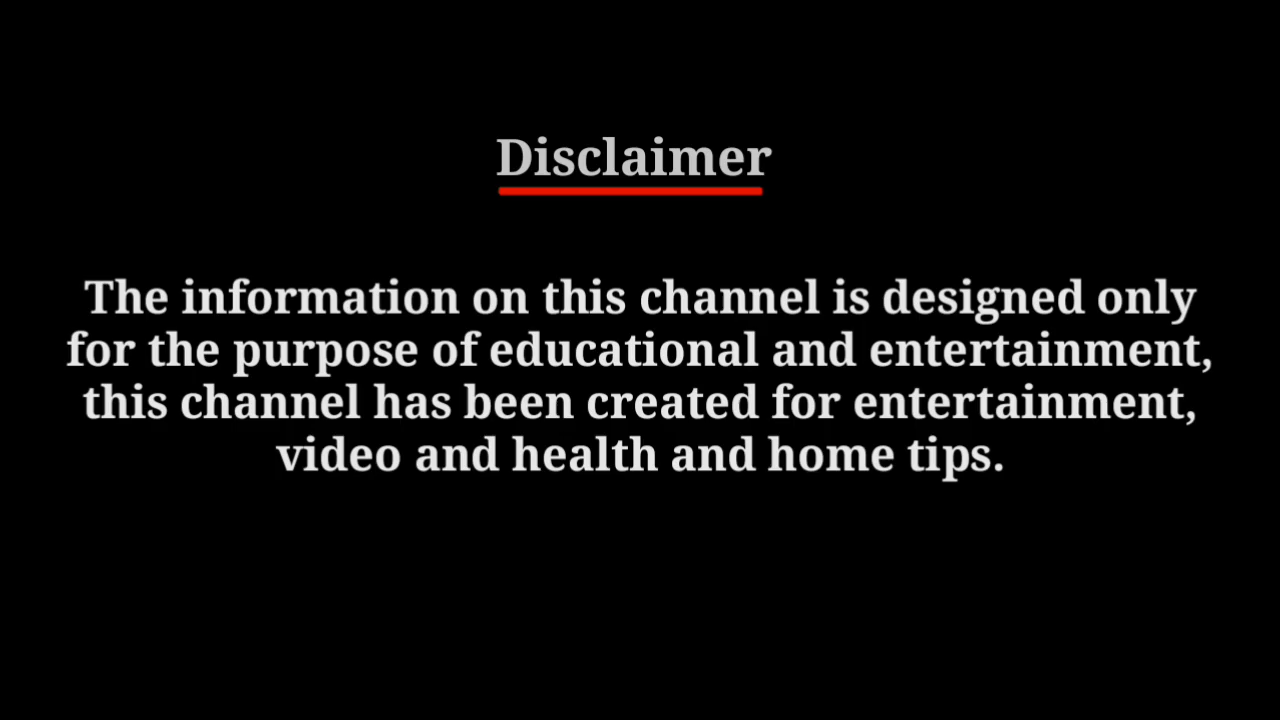 Disclaimer
The information on this channel is designed only
for the purpose of educational and entertainment,
this channel has been created for entertainment,
video and health and home tips.